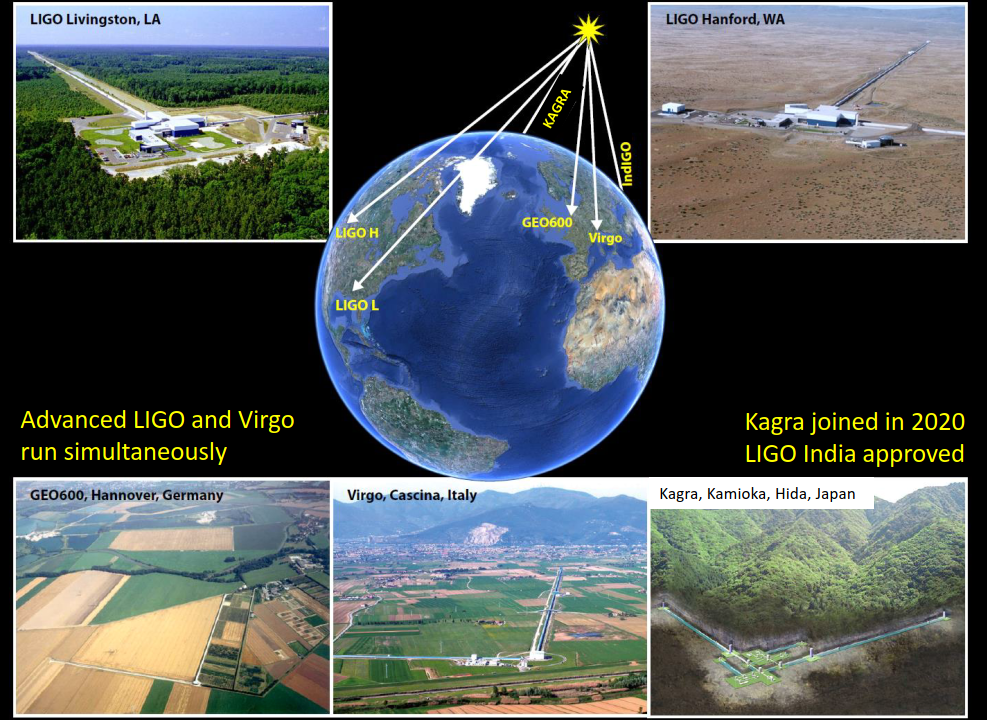 LIGO Livingston, LA
LIGO Hanford, WA
KAGRA
IndIGO
GEO600
Virgo
LIGO H
LIGO L
Advanced LIGO and Virgo
run simultaneously
Kagra joined in 2020
LIGO India approved
GEO600, Hannover, Germany
Virgo, Cascina, Italy
Kagra, Kamioka, Hida, Japan